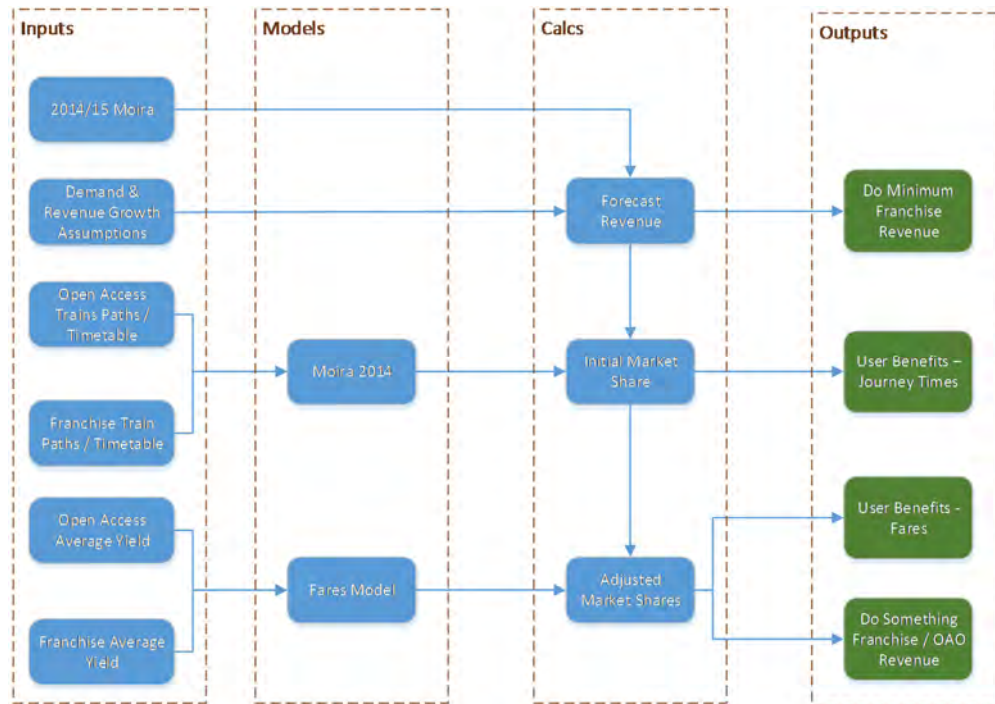 Inputs
Models
Calcs
Outputs
2014/15 Moira
Demand &
Revenue Growth
Assumptions
Forecast
Revenue
Do Minimum
Franchise
Revenue
Open Access
Trains Paths /
Timetable
Franchise Train
Paths / Timetable
Moira 2014
Initial Market
Share
User Benefits –
Journey Times
Open Access
Average Yield
Franchise Average
Yield
Fares Model
Adjusted
Market Shares
User Benefits -
Fares
Do Something
Franchise / OAO
Revenue